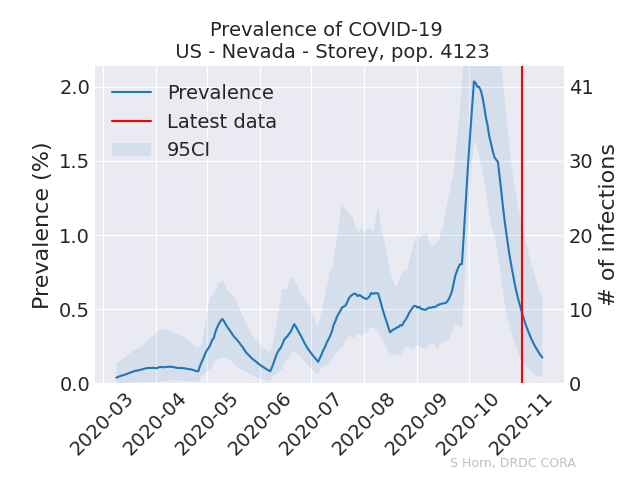 Prevalence of COVID-19
US - Nevada - Storey, pop. 4123
Prevalence
Latest data
95CI
Prevalence (%)
2.0
1.5
1.0
0.5
0.0
# of infections
41
30
20
10
0
2020-03
2020-04
2020-05
2020-06
2020-07
2020-08
2020-09
2020-10
2020-11
S Horn, DRDC CORA